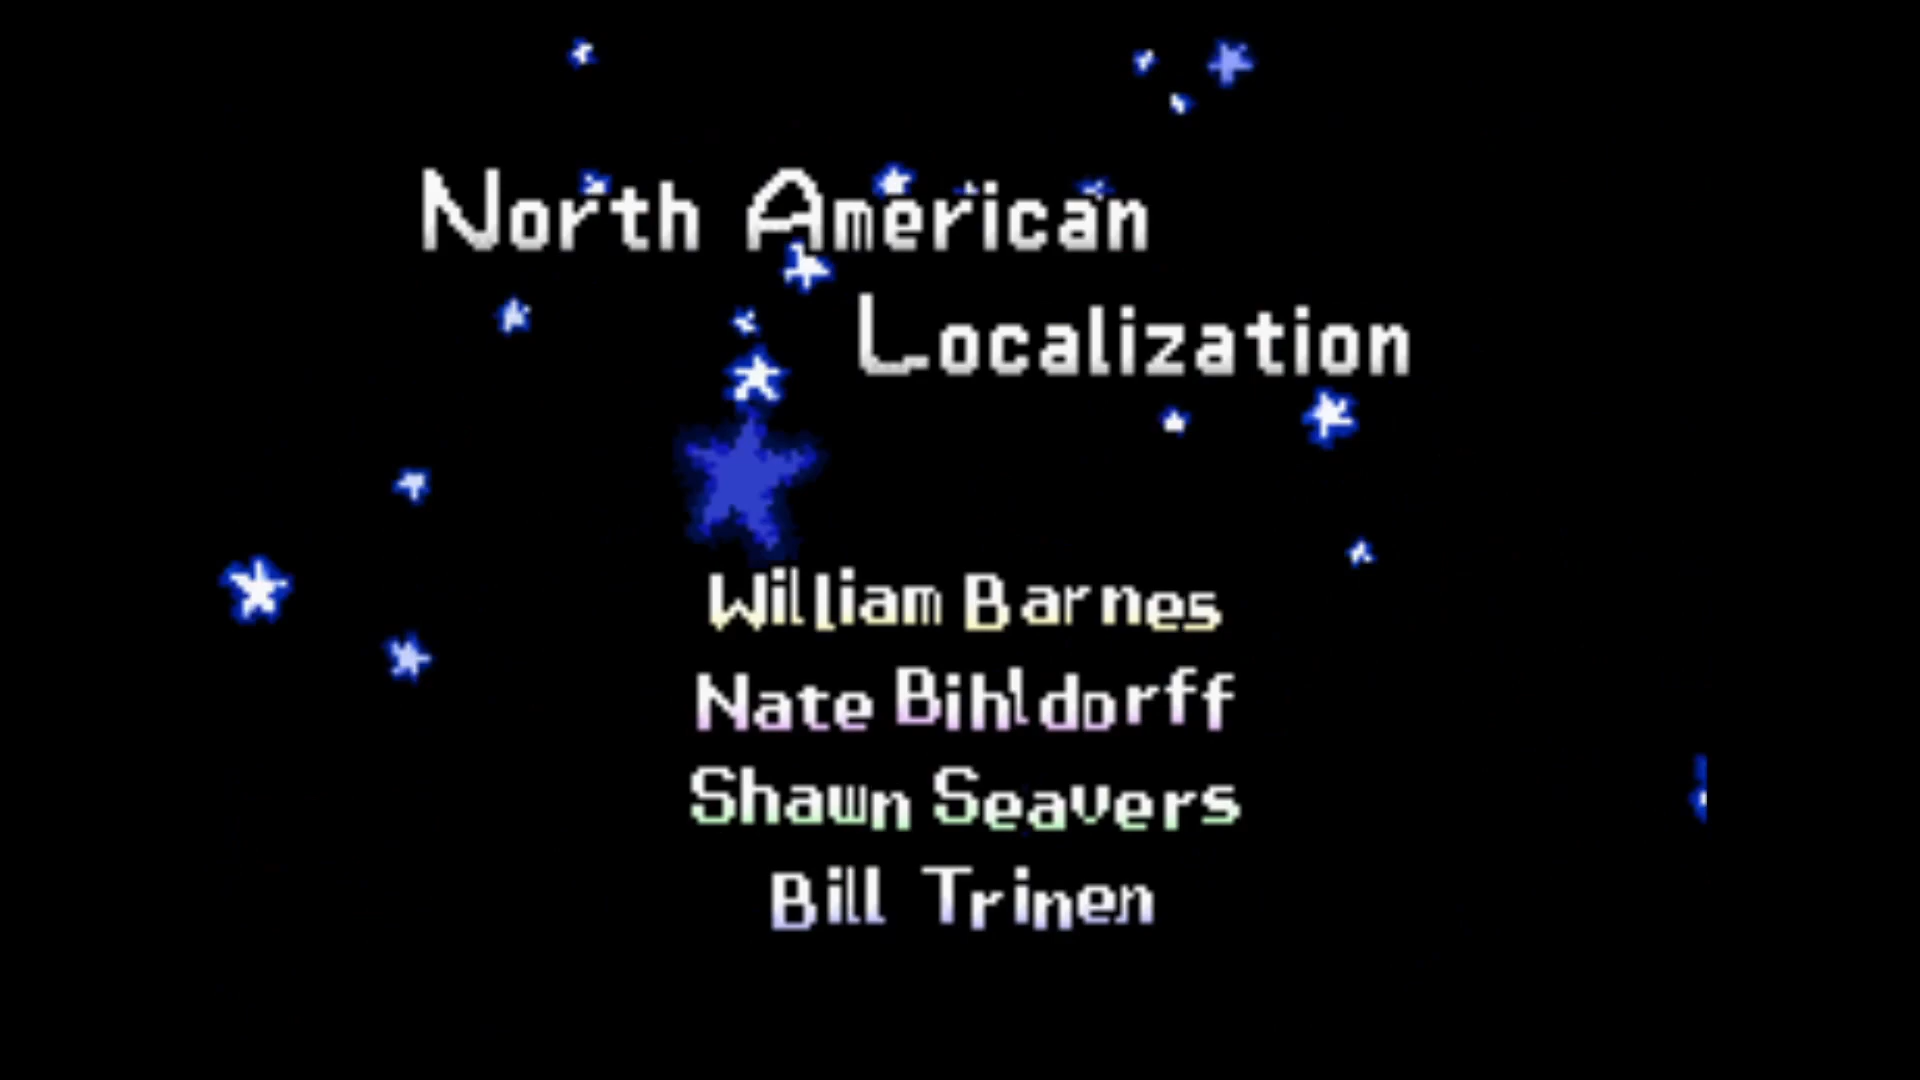 North American
Localization
William Barnes
Nate Bihldorff
Shawn Seavers
Bill Trinen